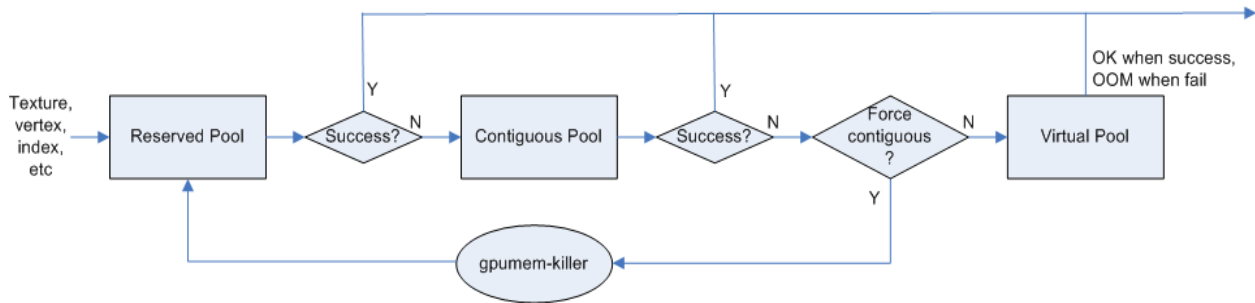 Texture,
vertex,
index,
etc
Reserved Pool
Success?
Y
N
Contiguous Pool
Success?
Y
N
Force
contiguous
?
N
Y
Virtual Pool
OK when success,
OOM when fail
gpumem-killer